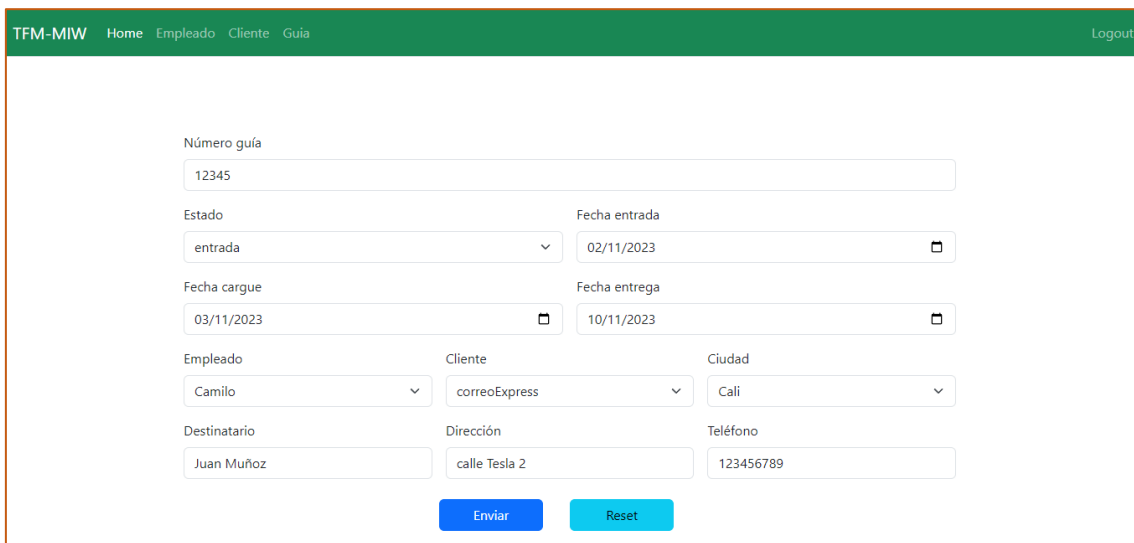 TFM-MIW Home Empleado Cliente Guia Logout
Número guía
12345
Estado Fecha entrada
entrada 02/11/2023
Fecha cargue Fecha entrega
03/11/2023 10/11/2023
Empleado Cliente Ciudad
Camilo correoExpress Cali
Destinatario Dirección Teléfono
Juan Muñoz calle Tesla 2 123456789
Enviar Reset